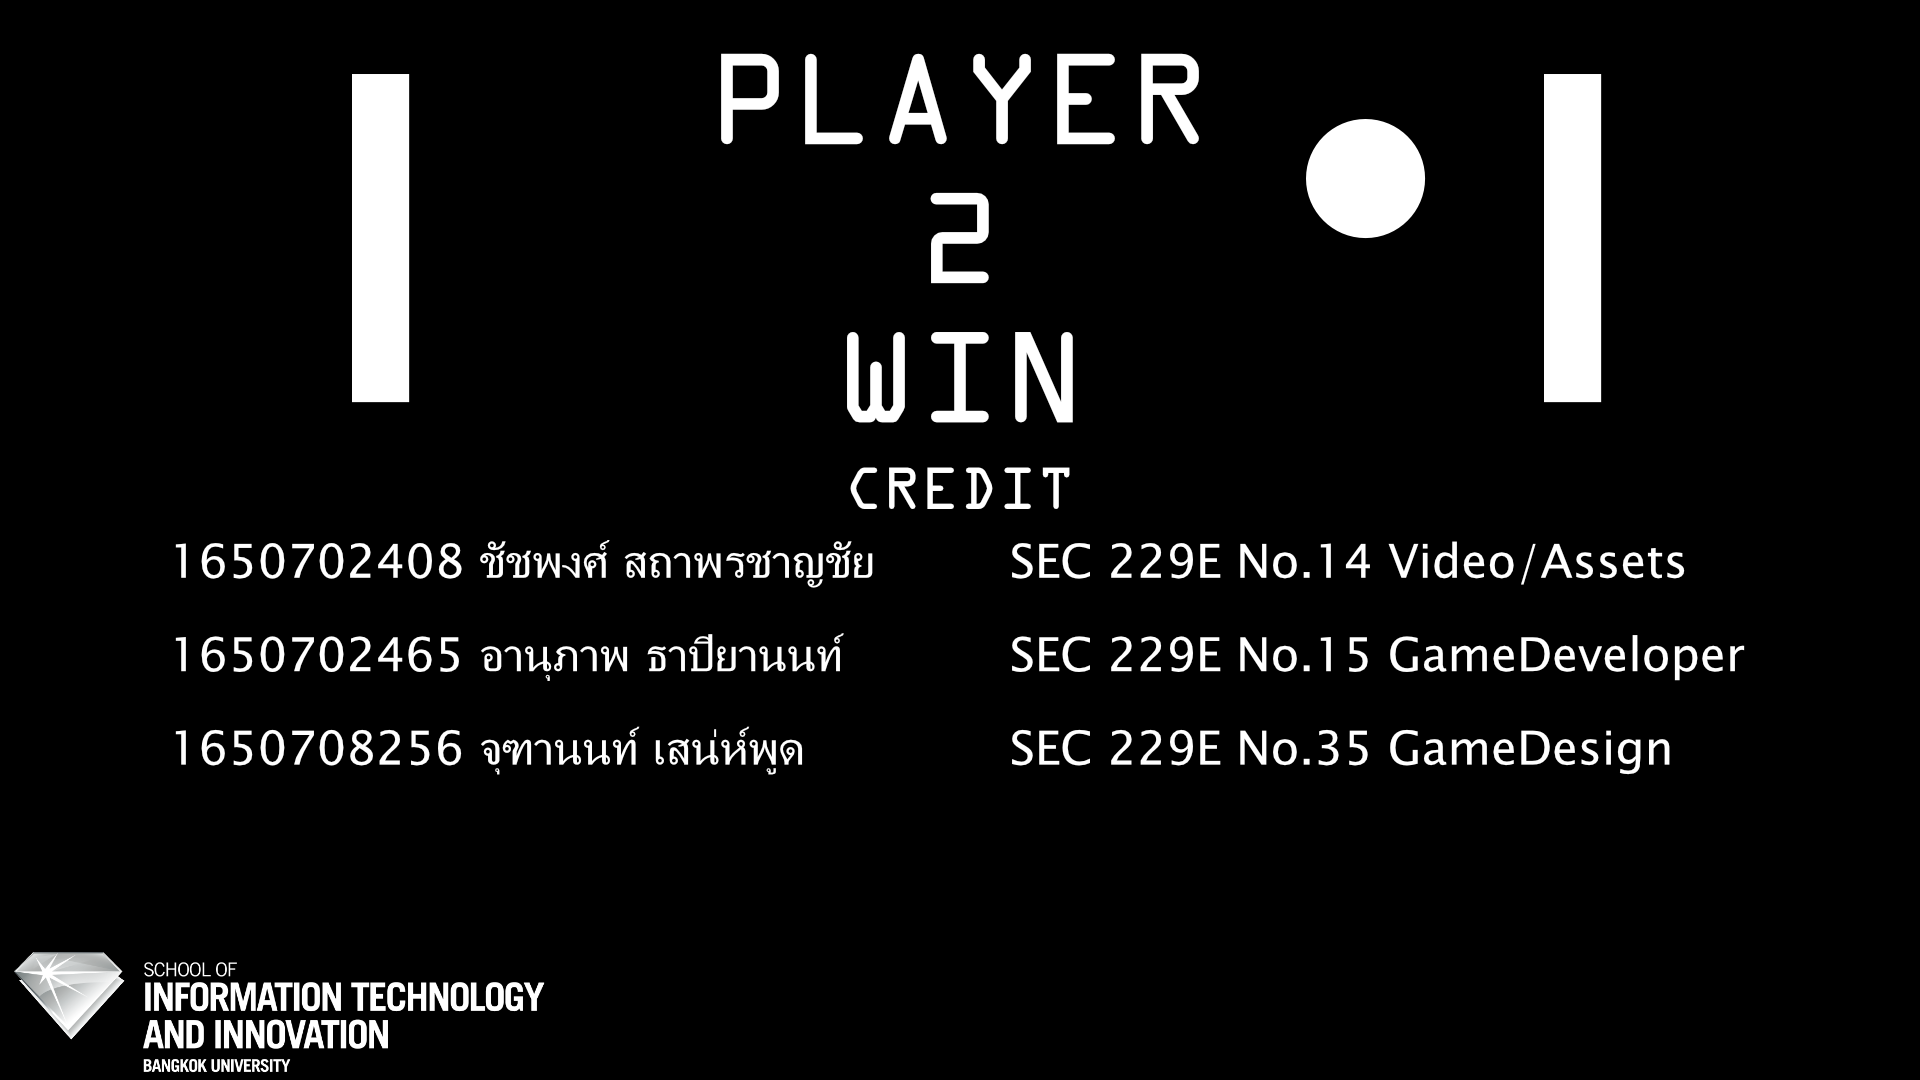 PLAYER
2
WIN
CREDIT
1650702408 ชัชพงศ์ สถาพรชาญชัย SEC 229E No.14 Video/Assets
1650702465 อานุภาพ ธาปิยานนท์ SEC 229E No.15 GameDeveloper
1650708256 จุฑานนท์ เสน่ห์พูด SEC 229E No.35 GameDesign
SCHOOL OF
INFORMATION TECHNOLOGY
AND INNOVATION
BANGKOK UNIVERSITY